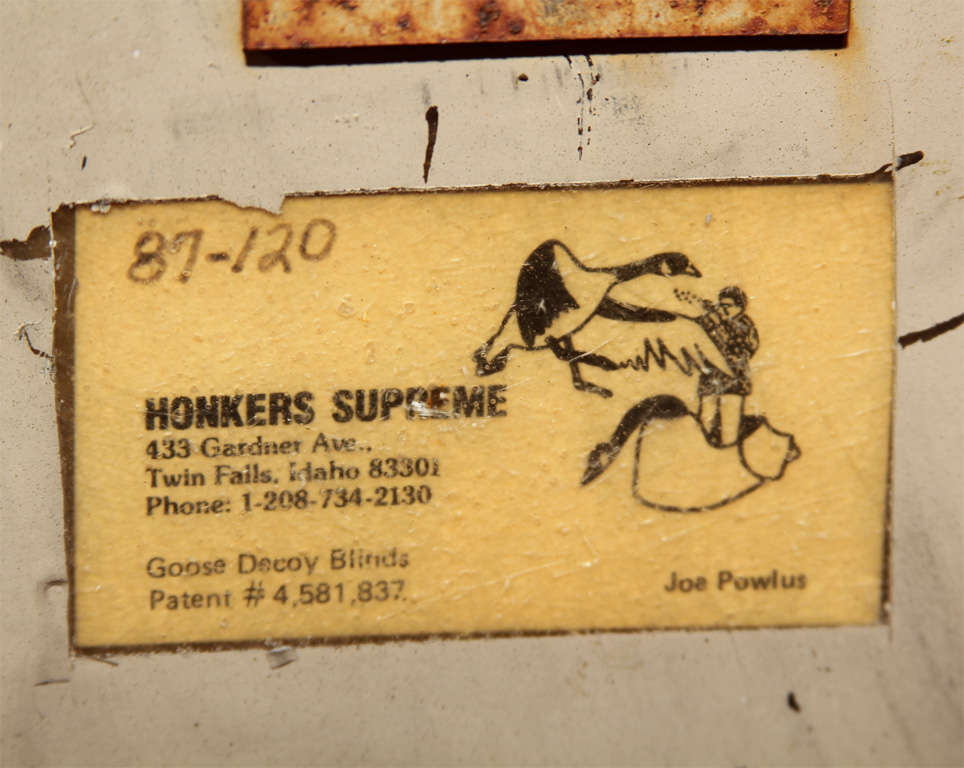 87-120
HONKERS SUPREME
433 Gardner Ave.,
Twin Falls, Idaho 83301
Phone: 1-208-734-2130
Goose Decoy Blinds
Patent # 4,581,837
Joe Powlus